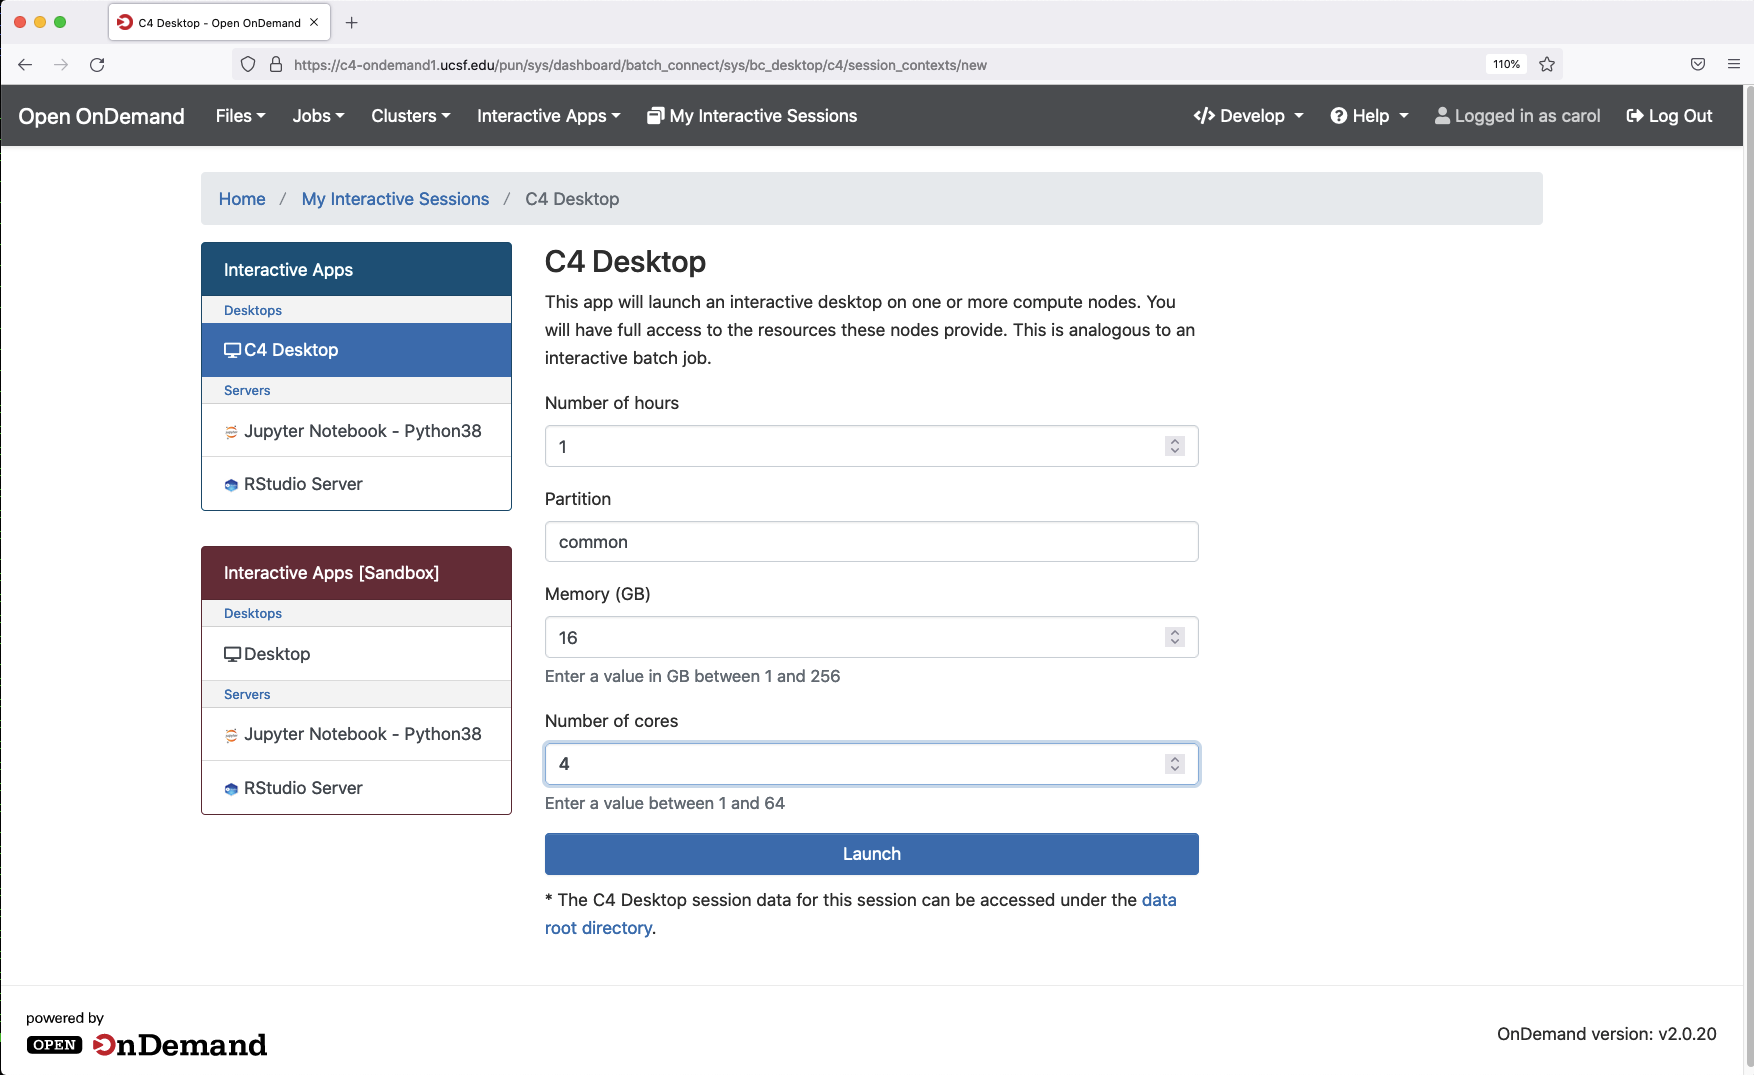 C4 Desktop - Open OnDemand
https://c4-ondemand1.ucsf.edu/pun/sys/dashboard/batch_connect/sys/bc_desktop/c4/session_contexts/new
110%
Open OnDemand
Files
Jobs
Clusters
Interactive Apps
My Interactive Sessions
Develop
Help
Logged in as carol
Log Out
Home / My Interactive Sessions / C4 Desktop
Interactive Apps
Desktops
C4 Desktop
Servers
Jupyter Notebook - Python38
RStudio Server
Interactive Apps [Sandbox]
Desktops
Desktop
Servers
Jupyter Notebook - Python38
RStudio Server
C4 Desktop
This app will launch an interactive desktop on one or more compute nodes. You
will have full access to the resources these nodes provide. This is analogous to an
interactive batch job.
Number of hours
1
Partition
common
Memory (GB)
16
Enter a value in GB between 1 and 256
Number of cores
4
Enter a value between 1 and 64
Launch
* The C4 Desktop session data for this session can be accessed under the data
root directory.
powered by
OPEN OnDemand
OnDemand version: v2.0.20